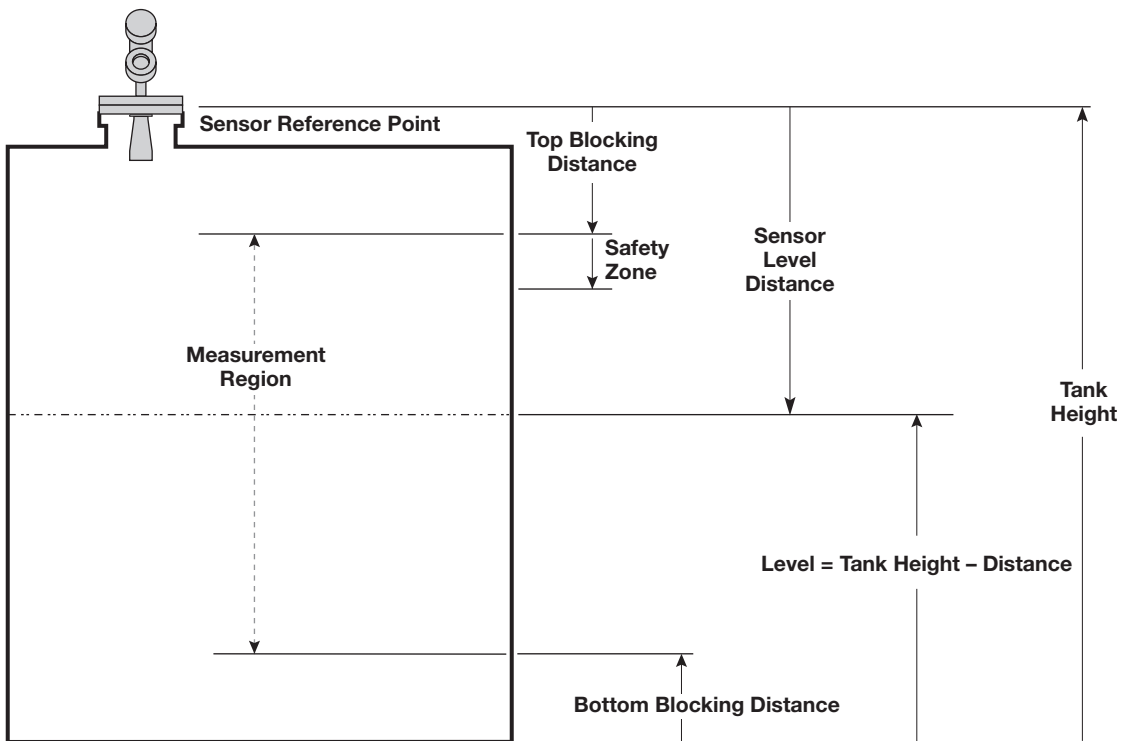 Sensor Reference Point
Top Blocking
Distance
Safety
Zone
Sensor
Level
Distance
Measurement
Region
Tank
Height
Level = Tank Height – Distance
Bottom Blocking Distance